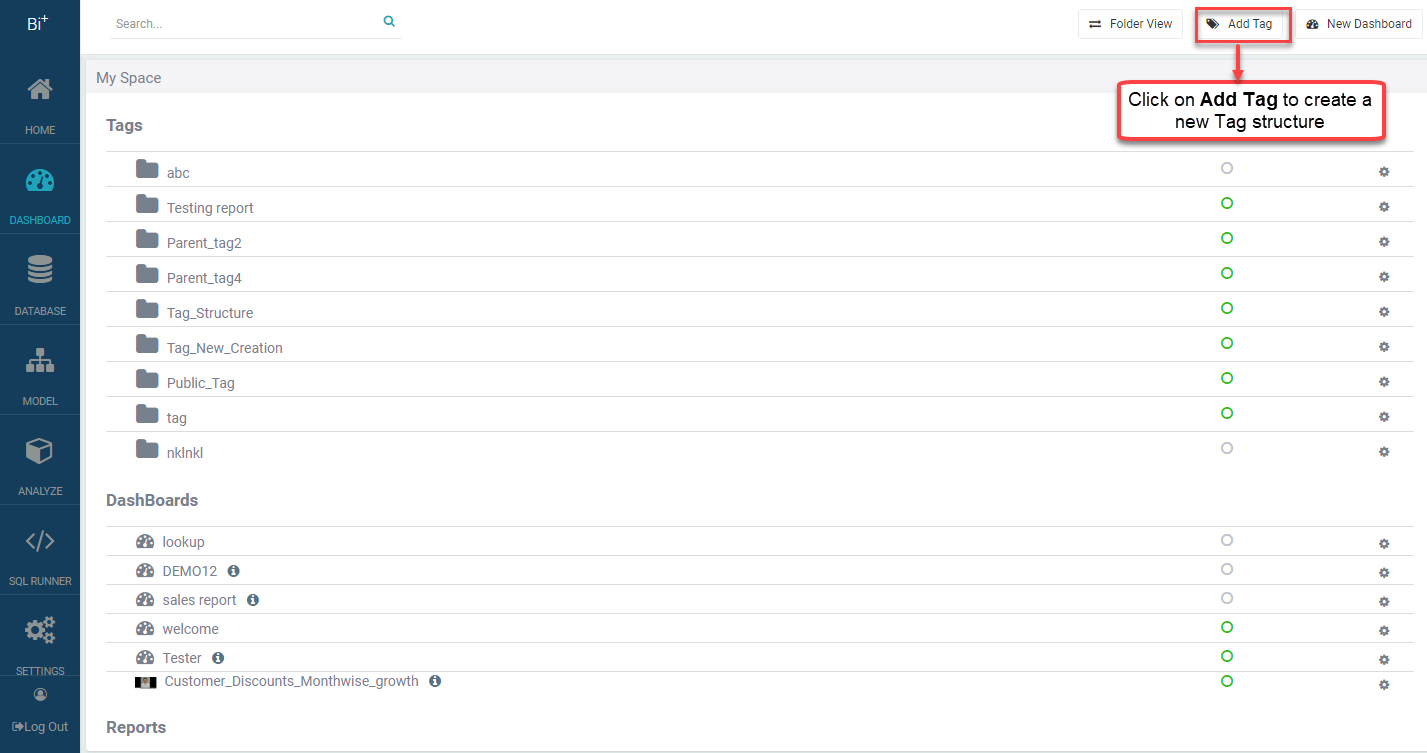 Bi+
Search...
Folder View
Add Tag
New Dashboard
My Space
Click on Add Tag to create a
new Tag structure
HOME
DASHBOARD
DATABASE
MODEL
ANALYZE
SQL RUNNER
SETTINGS
Log Out
Tags
abc
Testing report
Parent_tag2
Parent_tag4
Tag_Structure
Tag_New_Creation
Public_Tag
tag
nklnkl
DashBoards
lookup
DEMO12
sales report
welcome
Tester
Customer_Discounts_Monthwise_growth
Reports